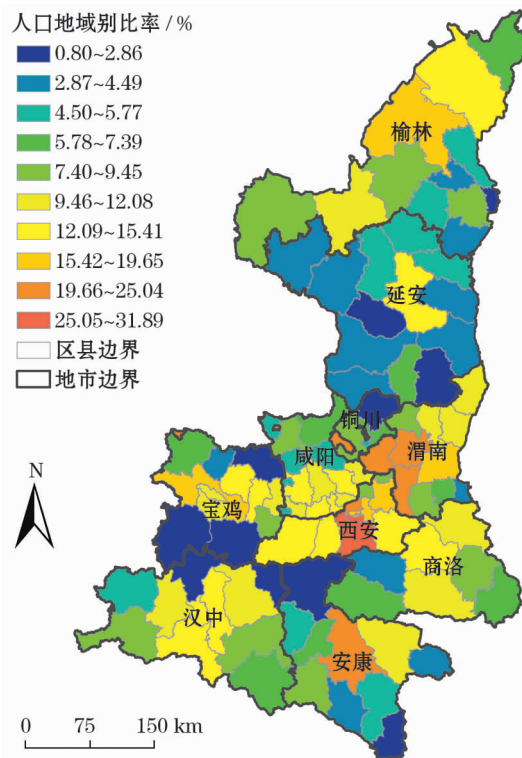 人口地域别比率 / %
0.80~2.86
2.87~4.49
4.50~5.77
5.78~7.39
7.40~9.45
9.46~12.08
12.09~15.41
15.42~19.65
19.66~25.04
25.05~31.89
区县边界
地市边界
榆林
延安
铜川
咸阳
渭南
宝鸡
西安
商洛
汉中
安康
N
0 75 150 km